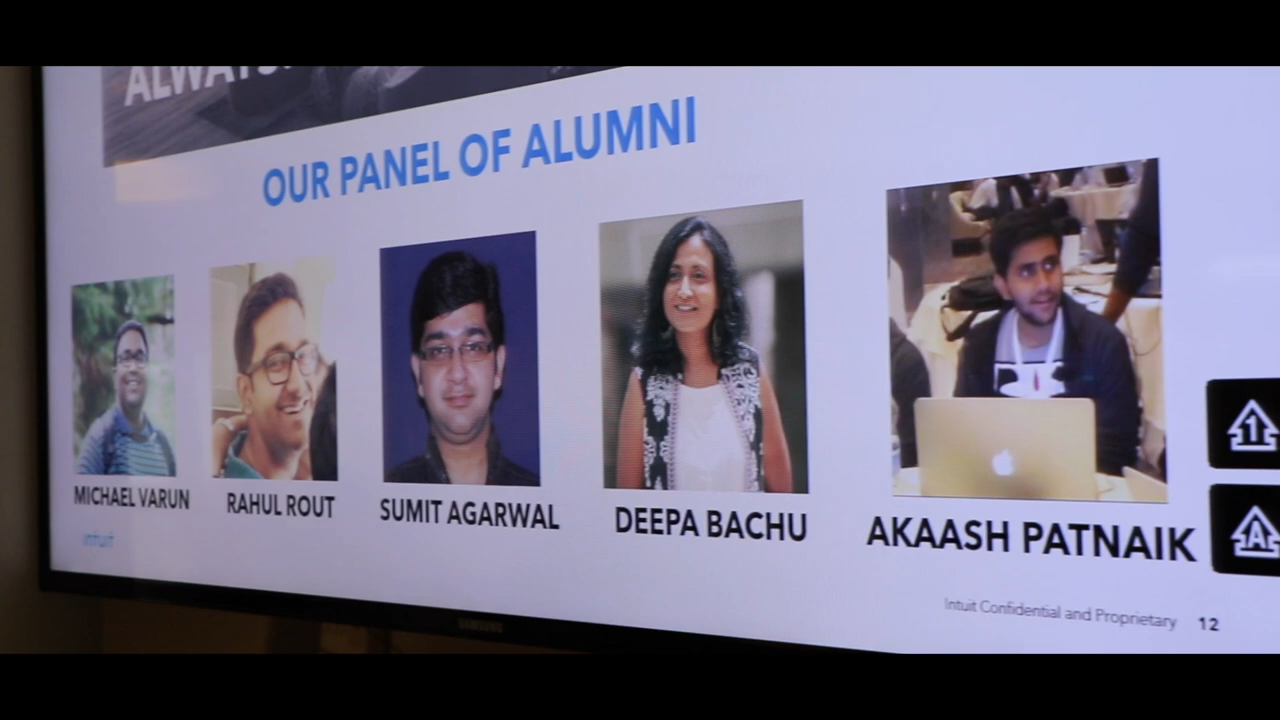 OUR PANEL OF ALUMNI
MICHAEL VARUN
RAHUL ROUT
SUMIT AGARWAL
DEEPA BACHU
AKAASH PATNAIK
intuit
Intuit Confidential and Proprietary 12
SAMSUNG
1
A